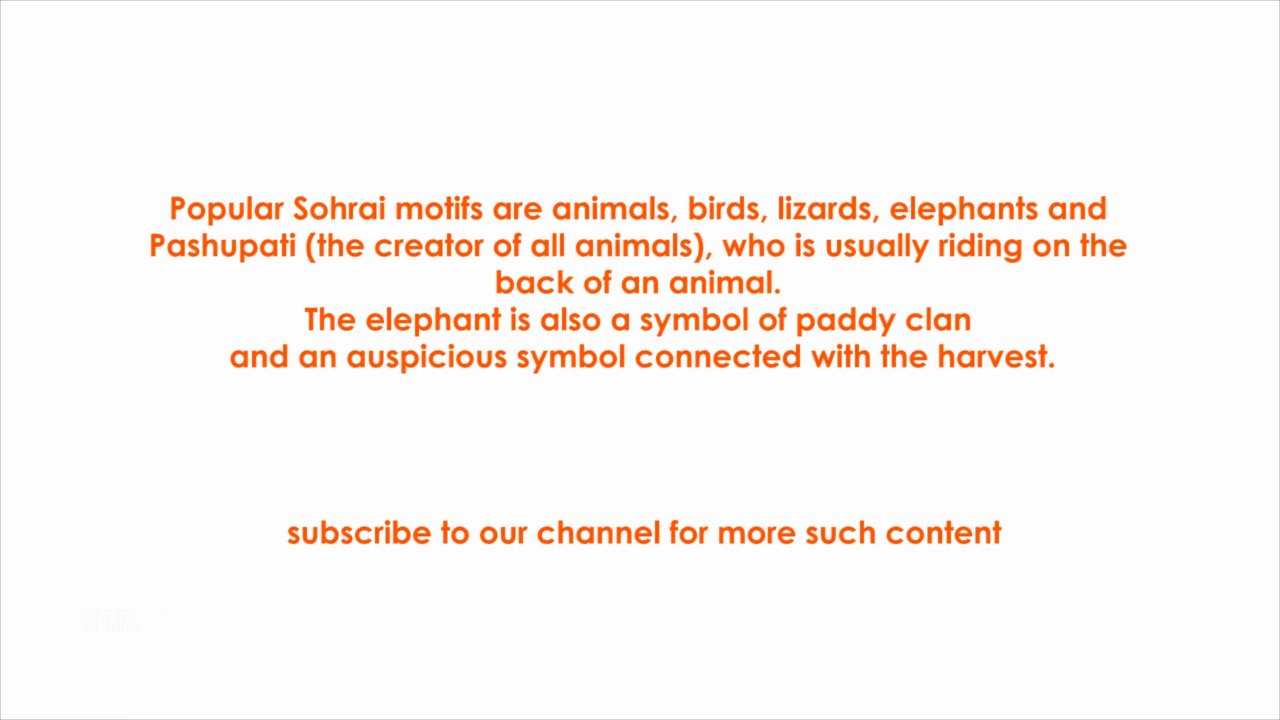 Popular Sohrai motifs are animals, birds, lizards, elephants and
Pashupati (the creator of all animals), who is usually riding on the
back of an animal.
The elephant is also a symbol of paddy clan
and an auspicious symbol connected with the harvest.
subscribe to our channel for more such content